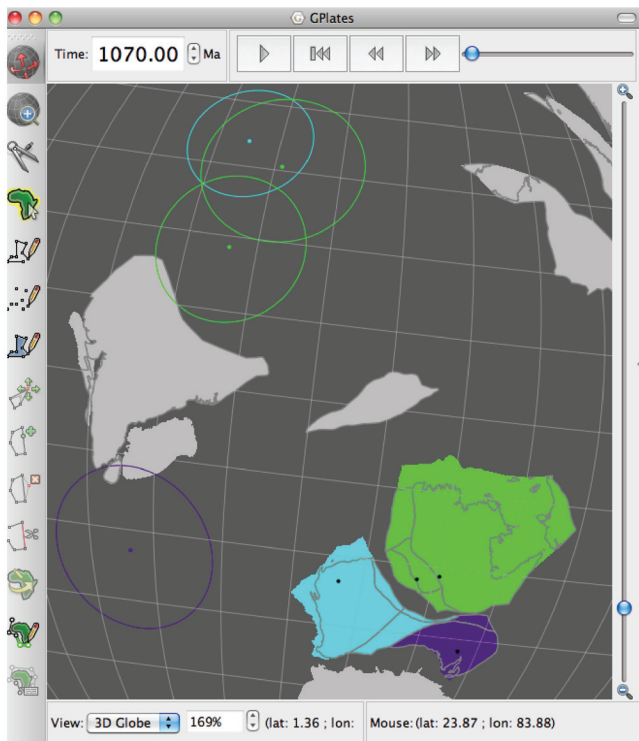 GPlates
Time: 1070.00 Ma
View: 3D Globe 169% (lat: 1.36 ; lon: Mouse: (lat: 23.87 ; lon: 83.88)